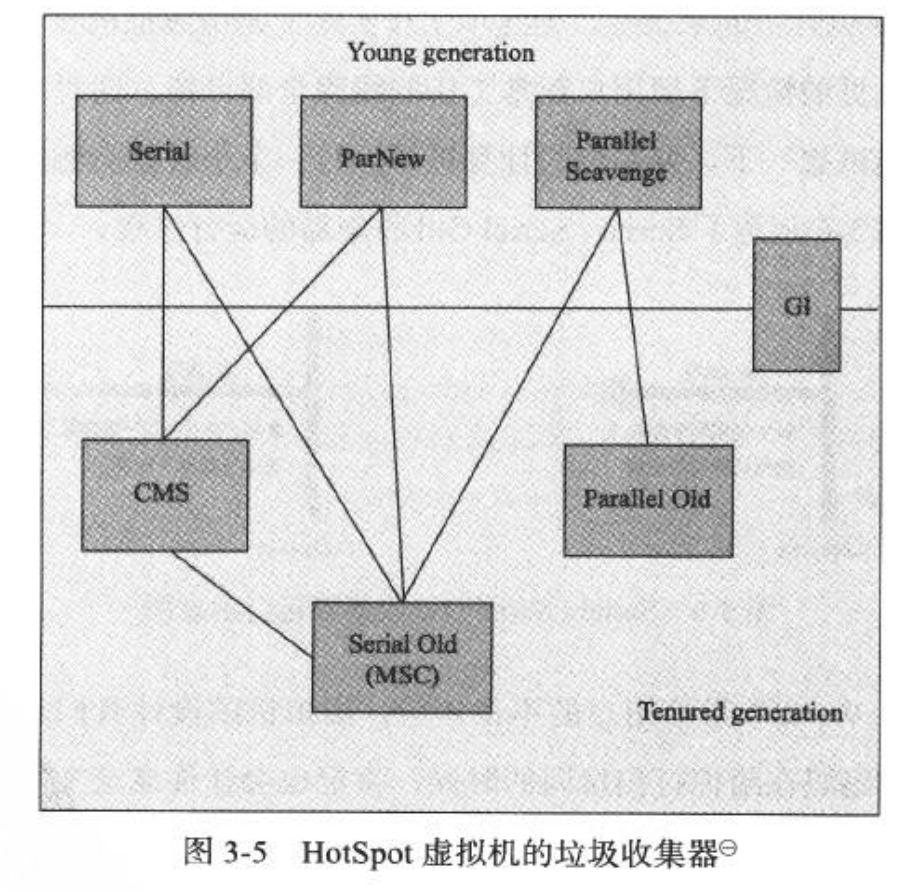 Young generation
Serial
ParNew
Parallel
Scavenge
G1
CMS
Parallel Old
Serial Old
(MSC)
Tenured generation
图 3-5 HotSpot 虚拟机的垃圾收集器㊀